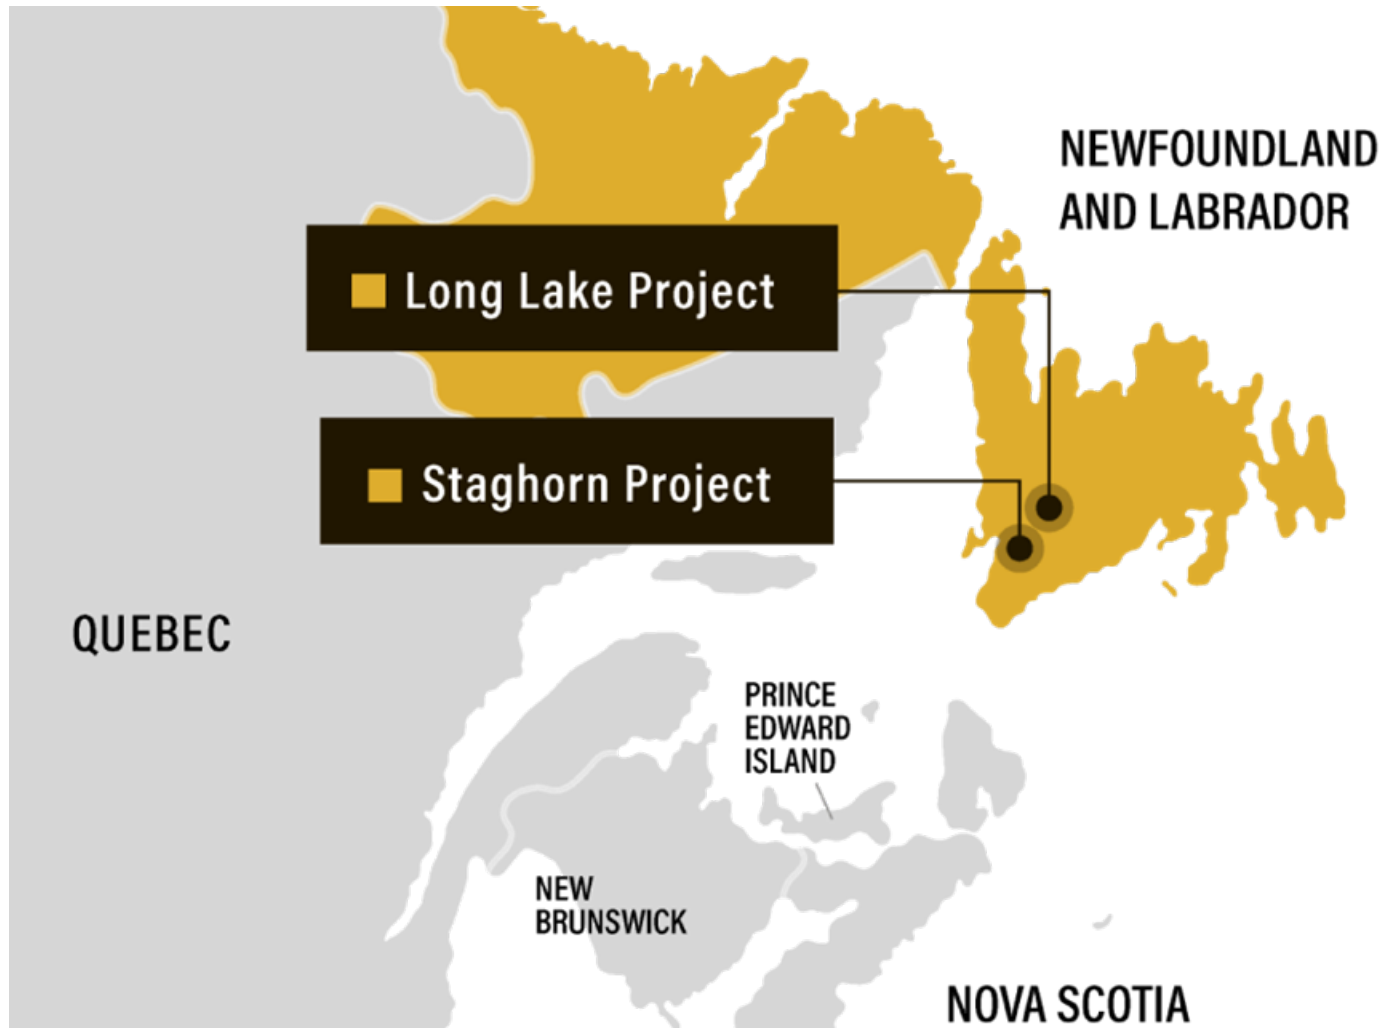 NEWFOUNDLAND
AND LABRADOR
Long Lake Project
Staghorn Project
QUEBEC
PRINCE
EDWARD
ISLAND
NEW
BRUNSWICK
NOVA SCOTIA